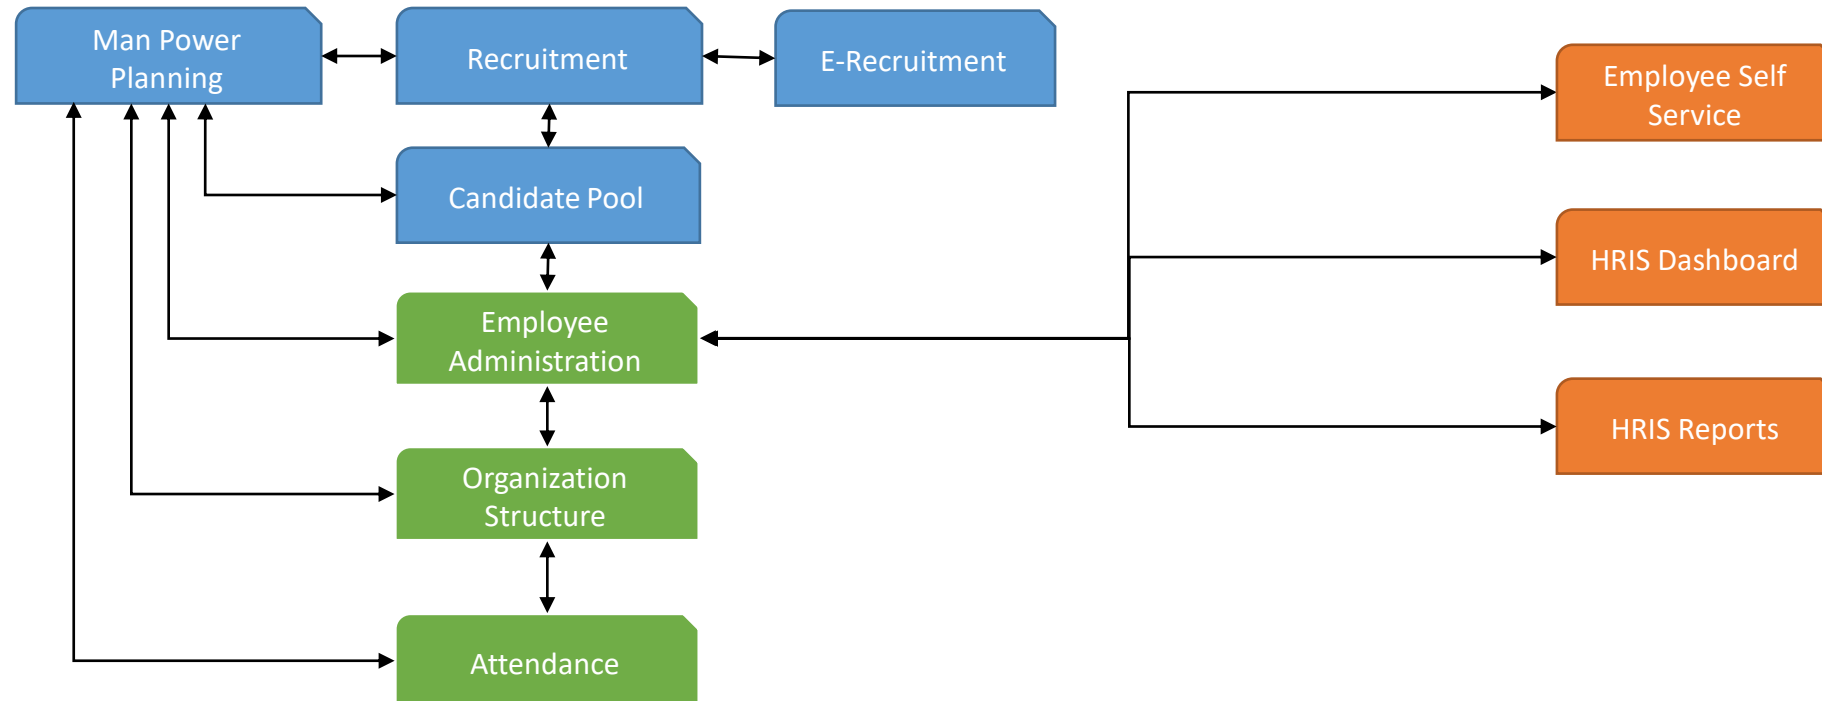 Man Power
Planning
Recruitment
E-Recruitment
Employee Self
Service
Candidate Pool
HRIS Dashboard
Employee
Administration
HRIS Reports
Organization
Structure
Attendance